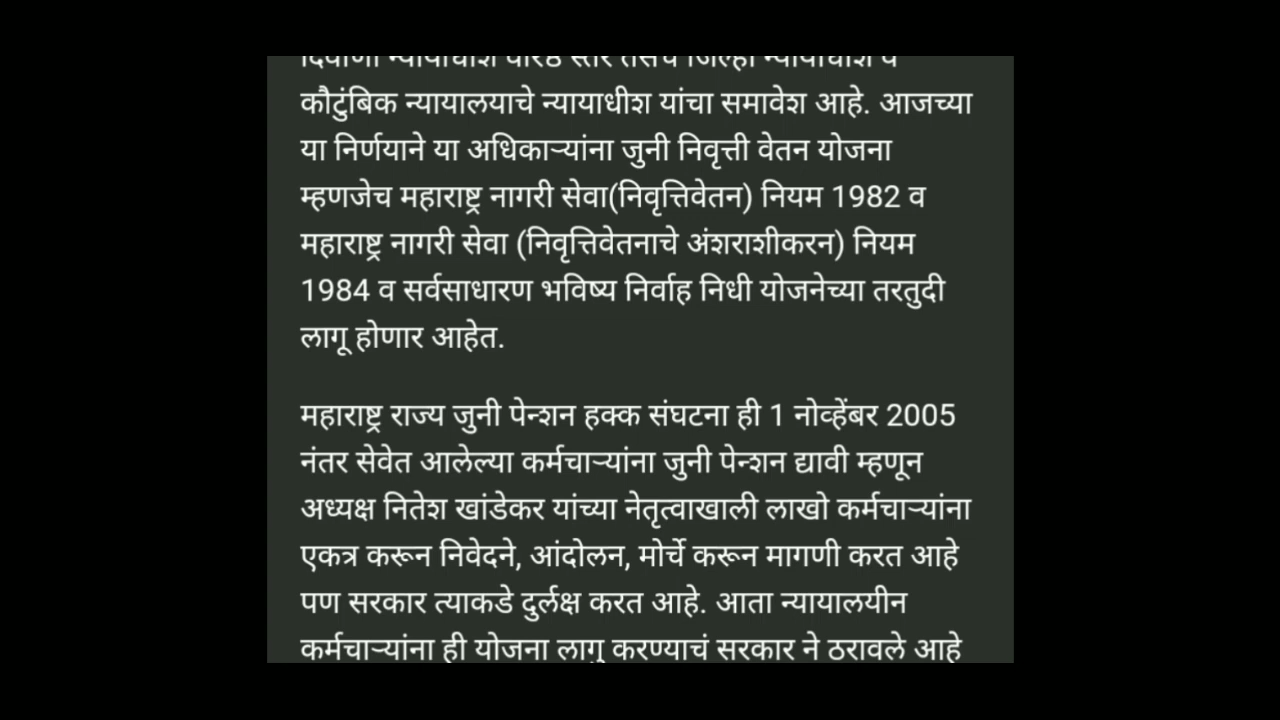 दिवाणी न्यायाधीश वरिष्ठ स्तर तसेच जिल्हा न्यायाधीश व
कौटुंबिक न्यायालयाचे न्यायाधीश यांचा समावेश आहे. आजच्या
या निर्णयाने या अधिकाऱ्यांना जुनी निवृत्ती वेतन योजना
म्हणजेच महाराष्ट्र नागरी सेवा(निवृत्तिवेतन) नियम 1982 व
महाराष्ट्र नागरी सेवा (निवृत्तिवेतनाचे अंशराशीकरन) नियम
1984 व सर्वसाधारण भविष्य निर्वाह निधी योजनेच्या तरतुदी
लागू होणार आहेत.
महाराष्ट्र राज्य जुनी पेन्शन हक्क संघटना ही 1 नोव्हेंबर 2005
नंतर सेवेत आलेल्या कर्मचाऱ्यांना जुनी पेन्शन द्यावी म्हणून
अध्यक्ष नितेश खांडेकर यांच्या नेतृत्वाखाली लाखो कर्मचाऱ्यांना
एकत्र करून निवेदने, आंदोलन, मोर्चे करून मागणी करत आहे
पण सरकार त्याकडे दुर्लक्ष करत आहे. आता न्यायालयीन
कर्मचाऱ्यांना ही योजना लागू करण्याचं सरकार ने ठरावले आहे